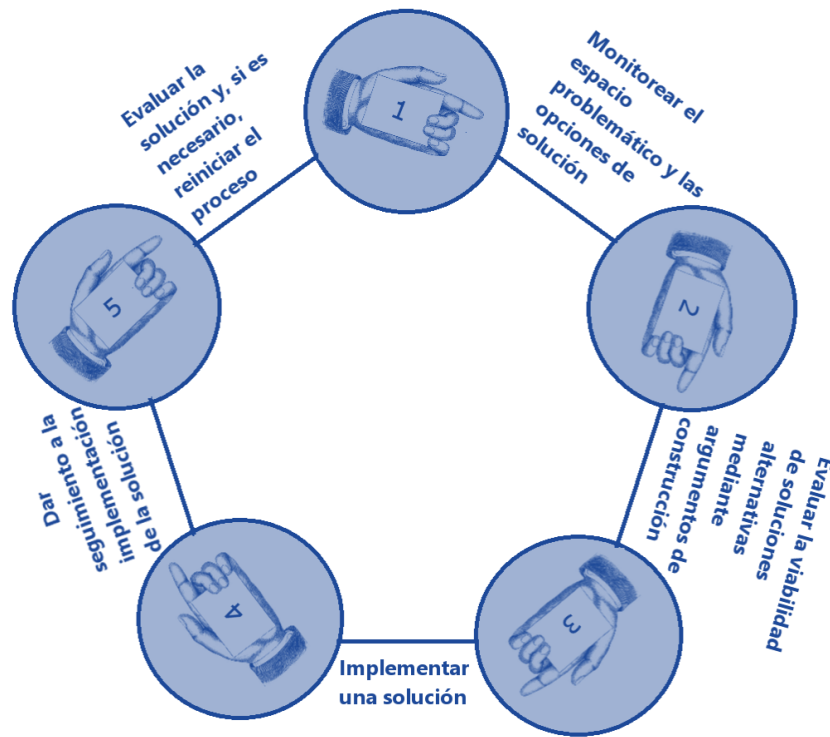 1
Monitorear el
espacio
problemático y las
opciones de
solución
2
Evaluar la viabilidad
de soluciones
alternativas
mediante
argumentos de
construcción
3
Implementar
una solución
4
Dar
seguimiento a la
implementación
de la solución
5
Evaluar la
solución y, si es
necesario,
reiniciar el
proceso